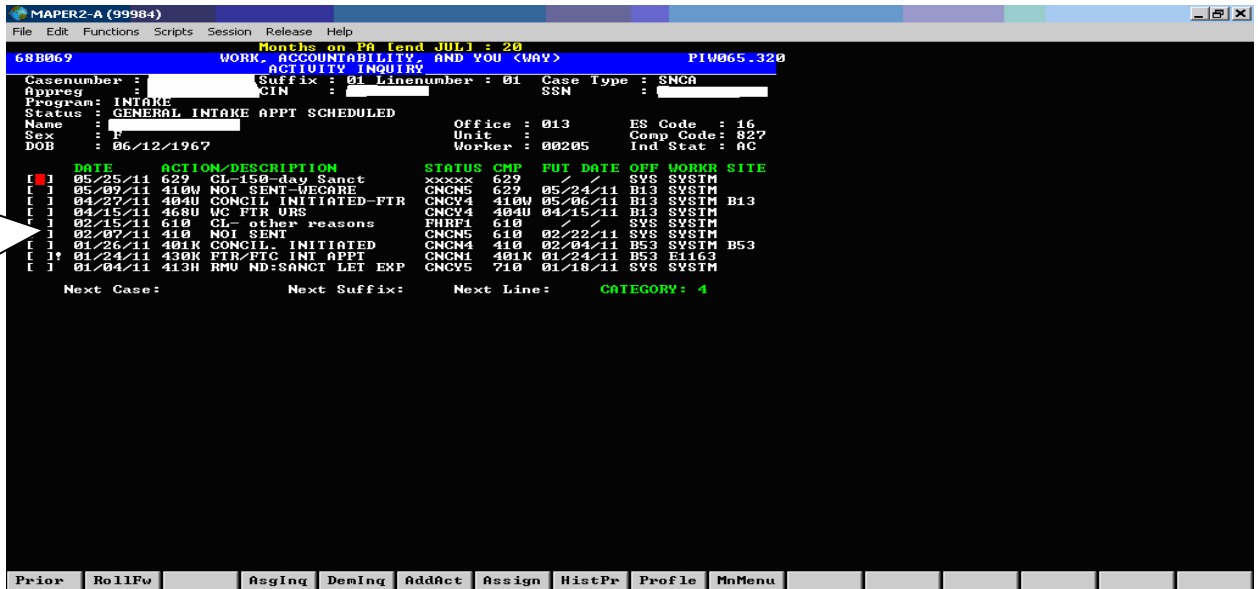 MAPER2-A (99984)
File Edit Functions Scripts Session Release Help
Months on PA [end JUL] : 20
68B069 WORK, ACCOUNTABILITY, AND YOU (WAY) PIW065.320
ACTIVITY INQUIRY
Casenumber : Suffix : 01 Linenumber : 01 Case Type : SNCA
Appreg : CIN : SSN :
Program: INTAKE
Status : GENERAL INTAKE APPT SCHEDULED
Name : Office : 013 ES Code : 16
Sex : F Unit : Comp Code: 827
DOB : 06/12/1967 Worker : 00205 Ind Stat : AC
DATE ACTION/DESCRIPTION STATUS CMP FUT DATE OFF WORKR SITE
[ ] 05/25/11 629 CL-150-day Sanct xxxxx 629 / / SYS SYSTM
[ ] 05/09/11 410W NOI SENT-WECARE CNCN5 629 05/24/11 B13 SYSTM
[ ] 04/27/11 404U CONCIL INITIATED-FTR CNCY4 410W 05/06/11 B13 SYSTM B13
[ ] 04/15/11 468U WC FTR URS CNCY4 404U 04/15/11 B13 SYSTM
[ ] 02/15/11 610 CL- other reasons FHRF1 610 / / SYS SYSTM
] 02/07/11 410 NOI SENT CNCN5 610 02/22/11 SYS SYSTM
[ ] 01/26/11 401K CONCIL. INITIATED CNCN4 410 02/04/11 B53 SYSTM B53
[ ]! 01/24/11 430K FTR/FTC INT APPT CNCN1 401K 01/24/11 B53 E1163
[ ] 01/04/11 413H RMV ND:SANCT LET EXP CNCY5 710 01/18/11 SYS SYSTM
Next Case: Next Suffix: Next Line: CATEGORY: 4
Prior RollFw AsgInq DemInq AddAct Assign HistPr Profle MnMenu